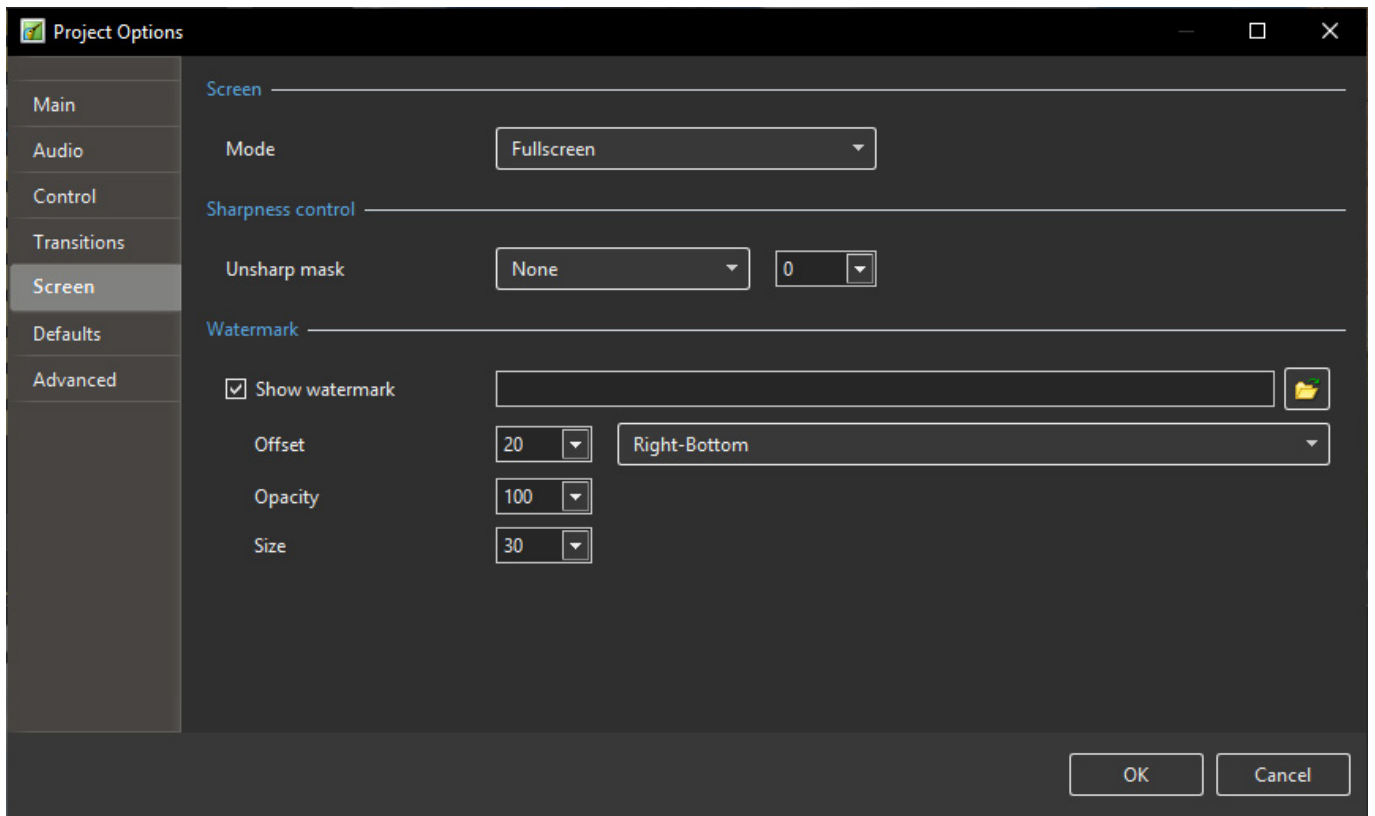 Project Options
Main
Audio
Control
Transitions
Screen
Defaults
Advanced
Screen
Mode Fullscreen
Sharpness control
Unsharp mask None 0
Watermark
Show watermark
Offset 20 Right-Bottom
Opacity 100
Size 30
OK Cancel